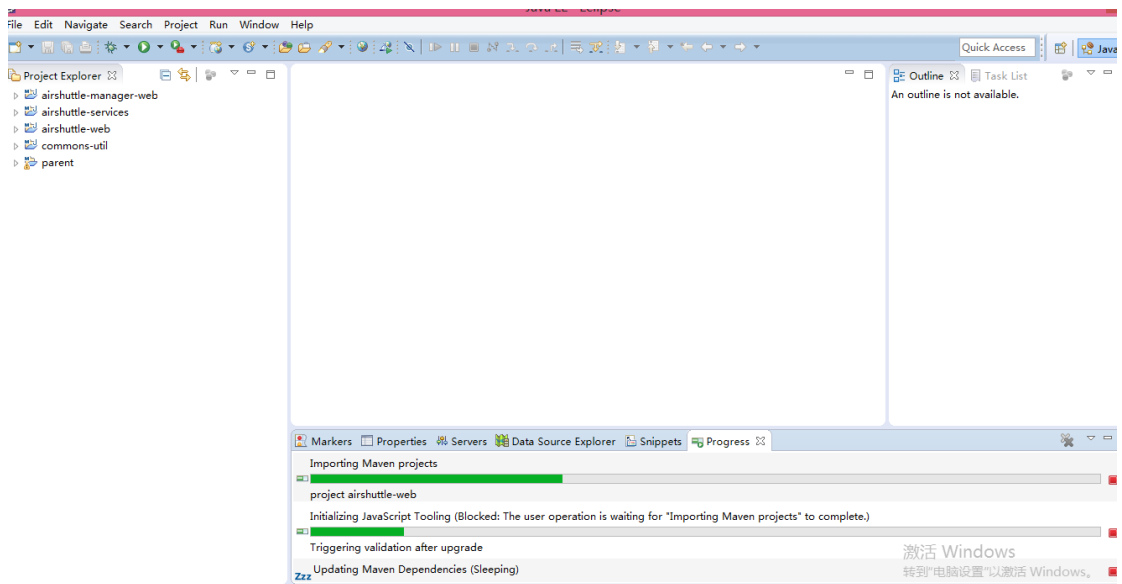 Java EE - Eclipse
File Edit Navigate Search Project Run Window Help
Quick Access
Java
Project Explorer
airshuttle-manager-web
airshuttle-services
airshuttle-web
commons-util
parent
Outline Task List
An outline is not available.
Markers Properties Servers Data Source Explorer Snippets Progress
Importing Maven projects
project airshuttle-web
Initializing JavaScript Tooling (Blocked: The user operation is waiting for "Importing Maven projects" to complete.)
Triggering validation after upgrade
Zzz Updating Maven Dependencies (Sleeping)
激活 Windows
转到"电脑设置"以激活 Windows。